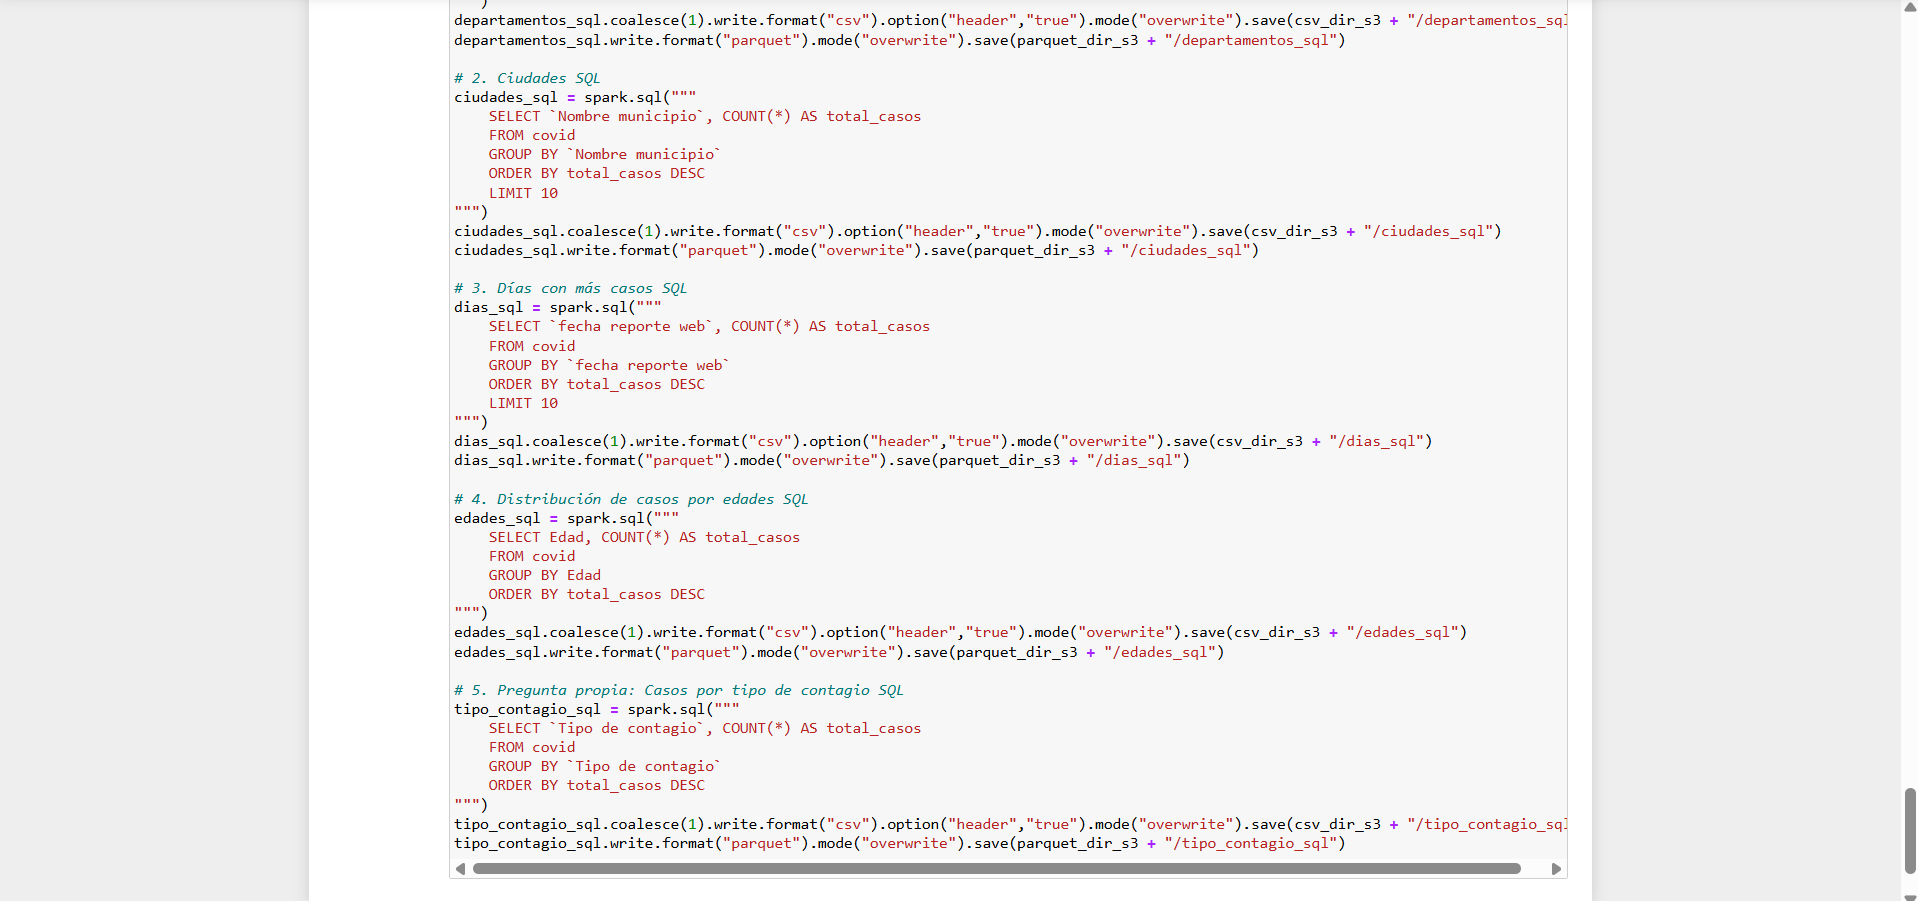 ")
departamentos_sql.coalesce(1).write.format("csv").option("header","true").mode("overwrite").save(csv_dir_s3 + "/departamentos_sql
departamentos_sql.write.format("parquet").mode("overwrite").save(parquet_dir_s3 + "/departamentos_sql")

# 2. Ciudades SQL
ciudades_sql = spark.sql("""
    SELECT `Nombre municipio`, COUNT(*) AS total_casos
    FROM covid
    GROUP BY `Nombre municipio`
    ORDER BY total_casos DESC
    LIMIT 10
""")
ciudades_sql.coalesce(1).write.format("csv").option("header","true").mode("overwrite").save(csv_dir_s3 + "/ciudades_sql")
ciudades_sql.write.format("parquet").mode("overwrite").save(parquet_dir_s3 + "/ciudades_sql")

# 3. Días con más casos SQL
dias_sql = spark.sql("""
    SELECT `fecha reporte web`, COUNT(*) AS total_casos
    FROM covid
    GROUP BY `fecha reporte web`
    ORDER BY total_casos DESC
    LIMIT 10
""")
dias_sql.coalesce(1).write.format("csv").option("header","true").mode("overwrite").save(csv_dir_s3 + "/dias_sql")
dias_sql.write.format("parquet").mode("overwrite").save(parquet_dir_s3 + "/dias_sql")

# 4. Distribución de casos por edades SQL
edades_sql = spark.sql("""
    SELECT Edad, COUNT(*) AS total_casos
    FROM covid
    GROUP BY Edad
    ORDER BY total_casos DESC
""")
edades_sql.coalesce(1).write.format("csv").option("header","true").mode("overwrite").save(csv_dir_s3 + "/edades_sql")
edades_sql.write.format("parquet").mode("overwrite").save(parquet_dir_s3 + "/edades_sql")

# 5. Pregunta propia: Casos por tipo de contagio SQL
tipo_contagio_sql = spark.sql("""
    SELECT `Tipo de contagio`, COUNT(*) AS total_casos
    FROM covid
    GROUP BY `Tipo de contagio`
    ORDER BY total_casos DESC
""")
tipo_contagio_sql.coalesce(1).write.format("csv").option("header","true").mode("overwrite").save(csv_dir_s3 + "/tipo_contagio_sql
tipo_contagio_sql.write.format("parquet").mode("overwrite").save(parquet_dir_s3 + "/tipo_contagio_sql")